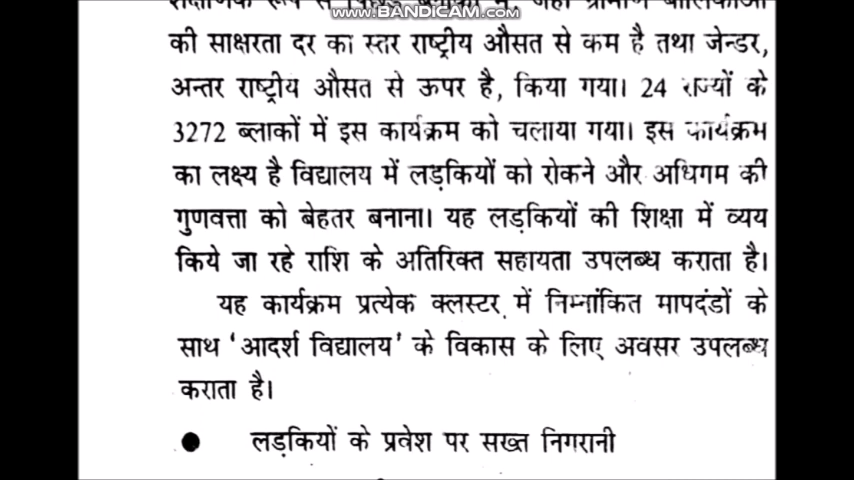 www.BANDICAM.com
की साक्षरता दर का स्तर राष्ट्रीय औसत से कम है तथा जेन्डर,
अन्तर राष्ट्रीय औसत से ऊपर है, किया गया। 24 राज्यों के
3272 ब्लाकों में इस कार्यक्रम को चलाया गया। इस कार्यक्रम
का लक्ष्य है विद्यालय में लड़कियों को रोकने और अधिगम की
गुणवत्ता को बेहतर बनाना। यह लड़कियों की शिक्षा में व्यय
किये जा रहे राशि के अतिरिक्त सहायता उपलब्ध कराता है।
यह कार्यक्रम प्रत्येक क्लस्टर में निम्नांकित मापदंडों के
साथ 'आदर्श विद्यालय' के विकास के लिए अवसर उपलब्ध
कराता है।
● लड़कियों के प्रवेश पर सख्त निगरानी